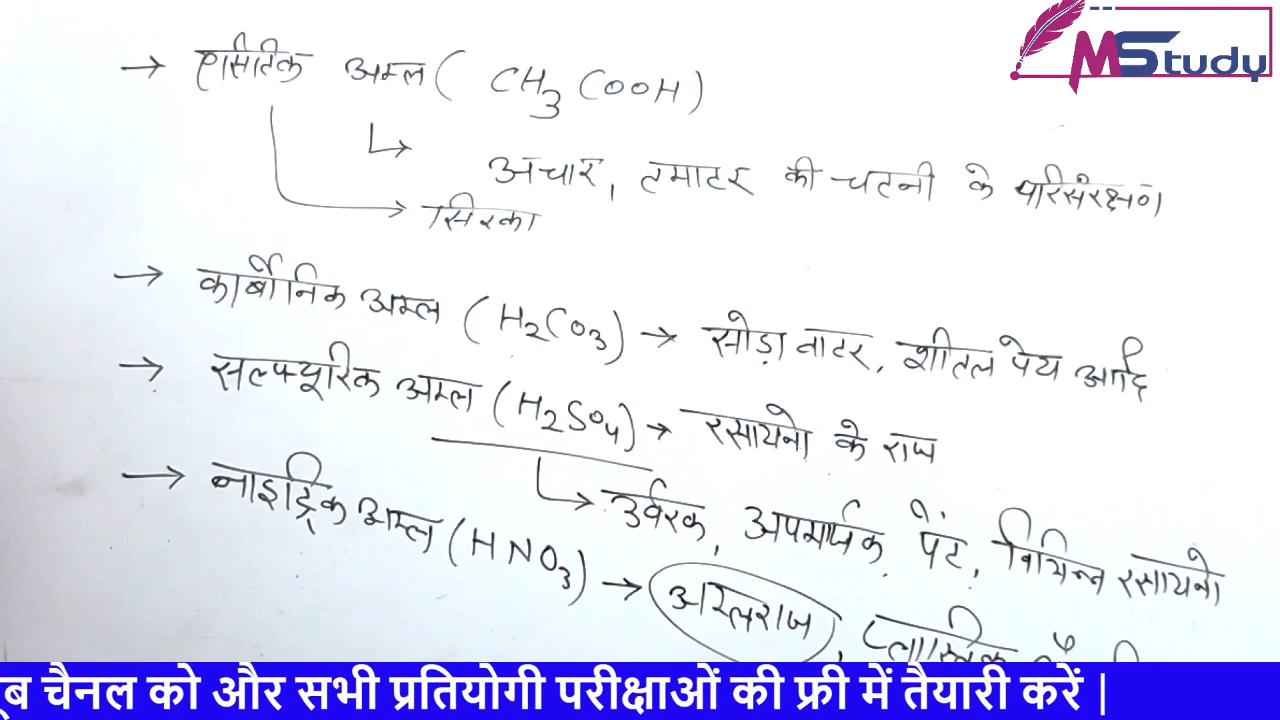 MStudy
→ एसिटिक अम्ल ( CH3 COOH )
↳ अचार, टमाटर की चटनी के परिसंरक्षण
→ सिरका
→ कार्बोनिक अम्ल (H2CO3) → सोडा वाटर, शीतल पेय आदि
→ सल्फ्यूरिक अम्ल (H2SO4) → रसायनो के राजा
↳ उर्वरक, अपमार्जक, पेंट, विभिन्न रसायनो
→ नाइट्रिक अम्ल (HNO3) → अम्लराज, प्लास्टिक
चैनल को और सभी प्रतियोगी परीक्षाओं की फ्री में तैयारी करें |